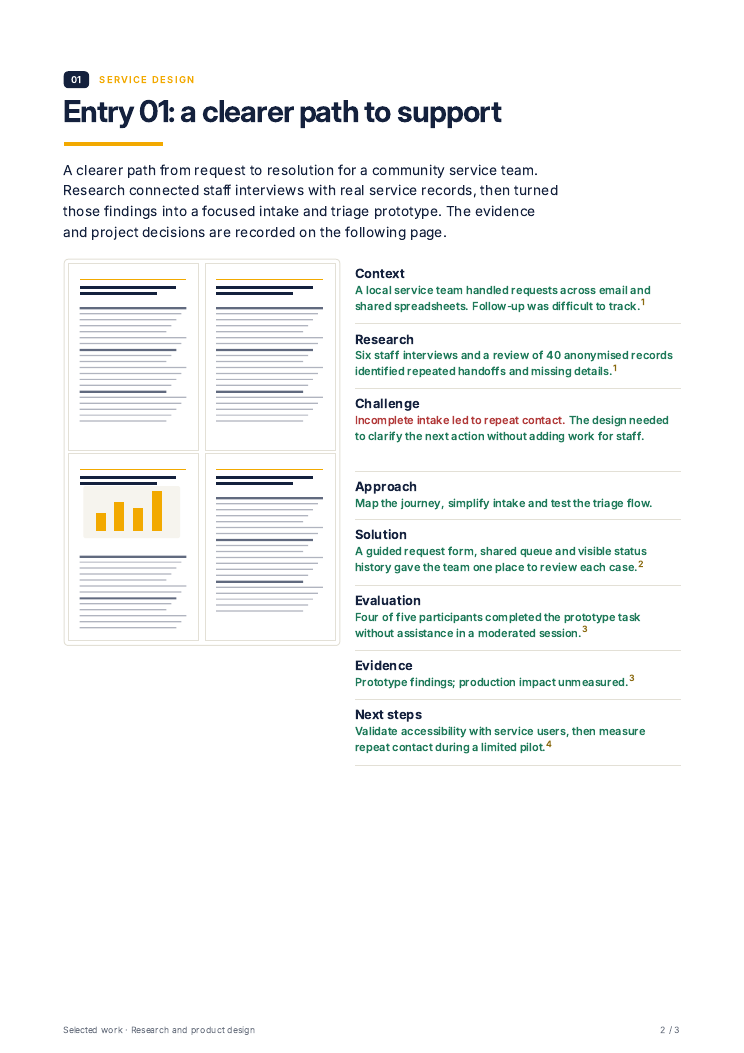 01 SERVICE DESIGN
Entry 01: a clearer path to support
A clearer path from request to resolution for a community service team.
Research connected staff interviews with real service records, then turned
those findings into a focused intake and triage prototype. The evidence
and project decisions are recorded on the following page.
Context
A local service team handled requests across email and
shared spreadsheets. Follow-up was difficult to track.1
Research
Six staff interviews and a review of 40 anonymised records
identified repeated handoffs and missing details.1
Challenge
Incomplete intake led to repeat contact. The design needed
to clarify the next action without adding work for staff.
Approach
Map the journey, simplify intake and test the triage flow.
Solution
A guided request form, shared queue and visible status
history gave the team one place to review each case.2
Evaluation
Four of five participants completed the prototype task
without assistance in a moderated session.3
Evidence
Prototype findings; production impact unmeasured.3
Next steps
Validate accessibility with service users, then measure
repeat contact during a limited pilot.4
Selected work · Research and product design
2 / 3